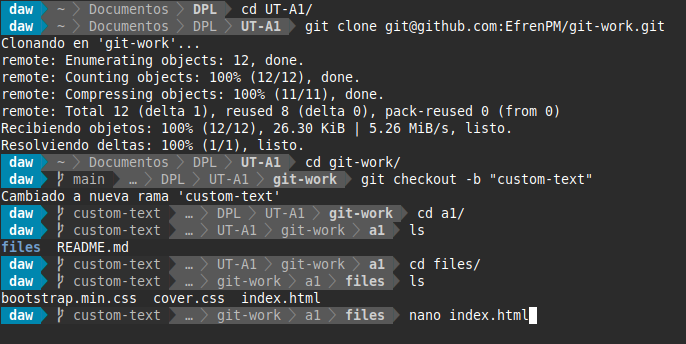 daw ~ Documentos DPL cd UT-A1/
daw ~ Documentos DPL UT-A1 git clone git@github.com:EfrenPM/git-work.git
Clonando en 'git-work'...
remote: Enumerating objects: 12, done.
remote: Counting objects: 100% (12/12), done.
remote: Compressing objects: 100% (11/11), done.
remote: Total 12 (delta 1), reused 8 (delta 0), pack-reused 0 (from 0)
Recibiendo objetos: 100% (12/12), 26.30 KiB | 5.26 MiB/s, listo.
Resolviendo deltas: 100% (1/1), listo.
daw ~ Documentos DPL UT-A1 cd git-work/
daw main … DPL UT-A1 git-work git checkout -b "custom-text"
Cambiado a nueva rama 'custom-text'
daw custom-text … DPL UT-A1 git-work cd a1/
daw custom-text … UT-A1 git-work a1 ls
files README.md
daw custom-text … UT-A1 git-work a1 cd files/
daw custom-text … git-work a1 files ls
bootstrap.min.css cover.css index.html
daw custom-text … git-work a1 files nano index.html